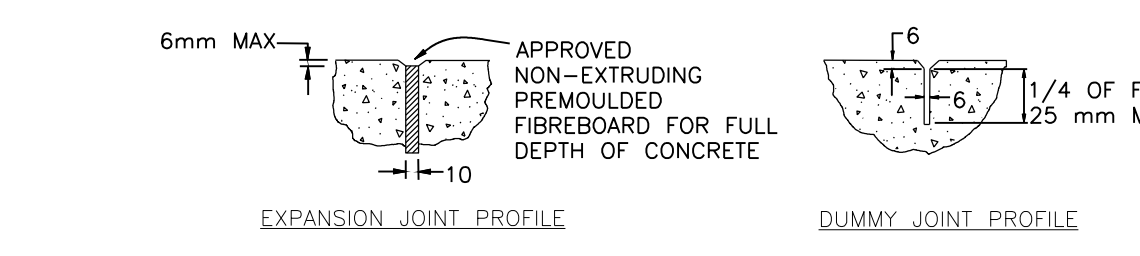 6mm MAX
APPROVED
NON-EXTRUDING
PREMOULDED
FIBREBOARD FOR FULL
DEPTH OF CONCRETE
10
EXPANSION JOINT PROFILE
6
6
1/4 OF
25 mm
DUMMY JOINT PROFILE